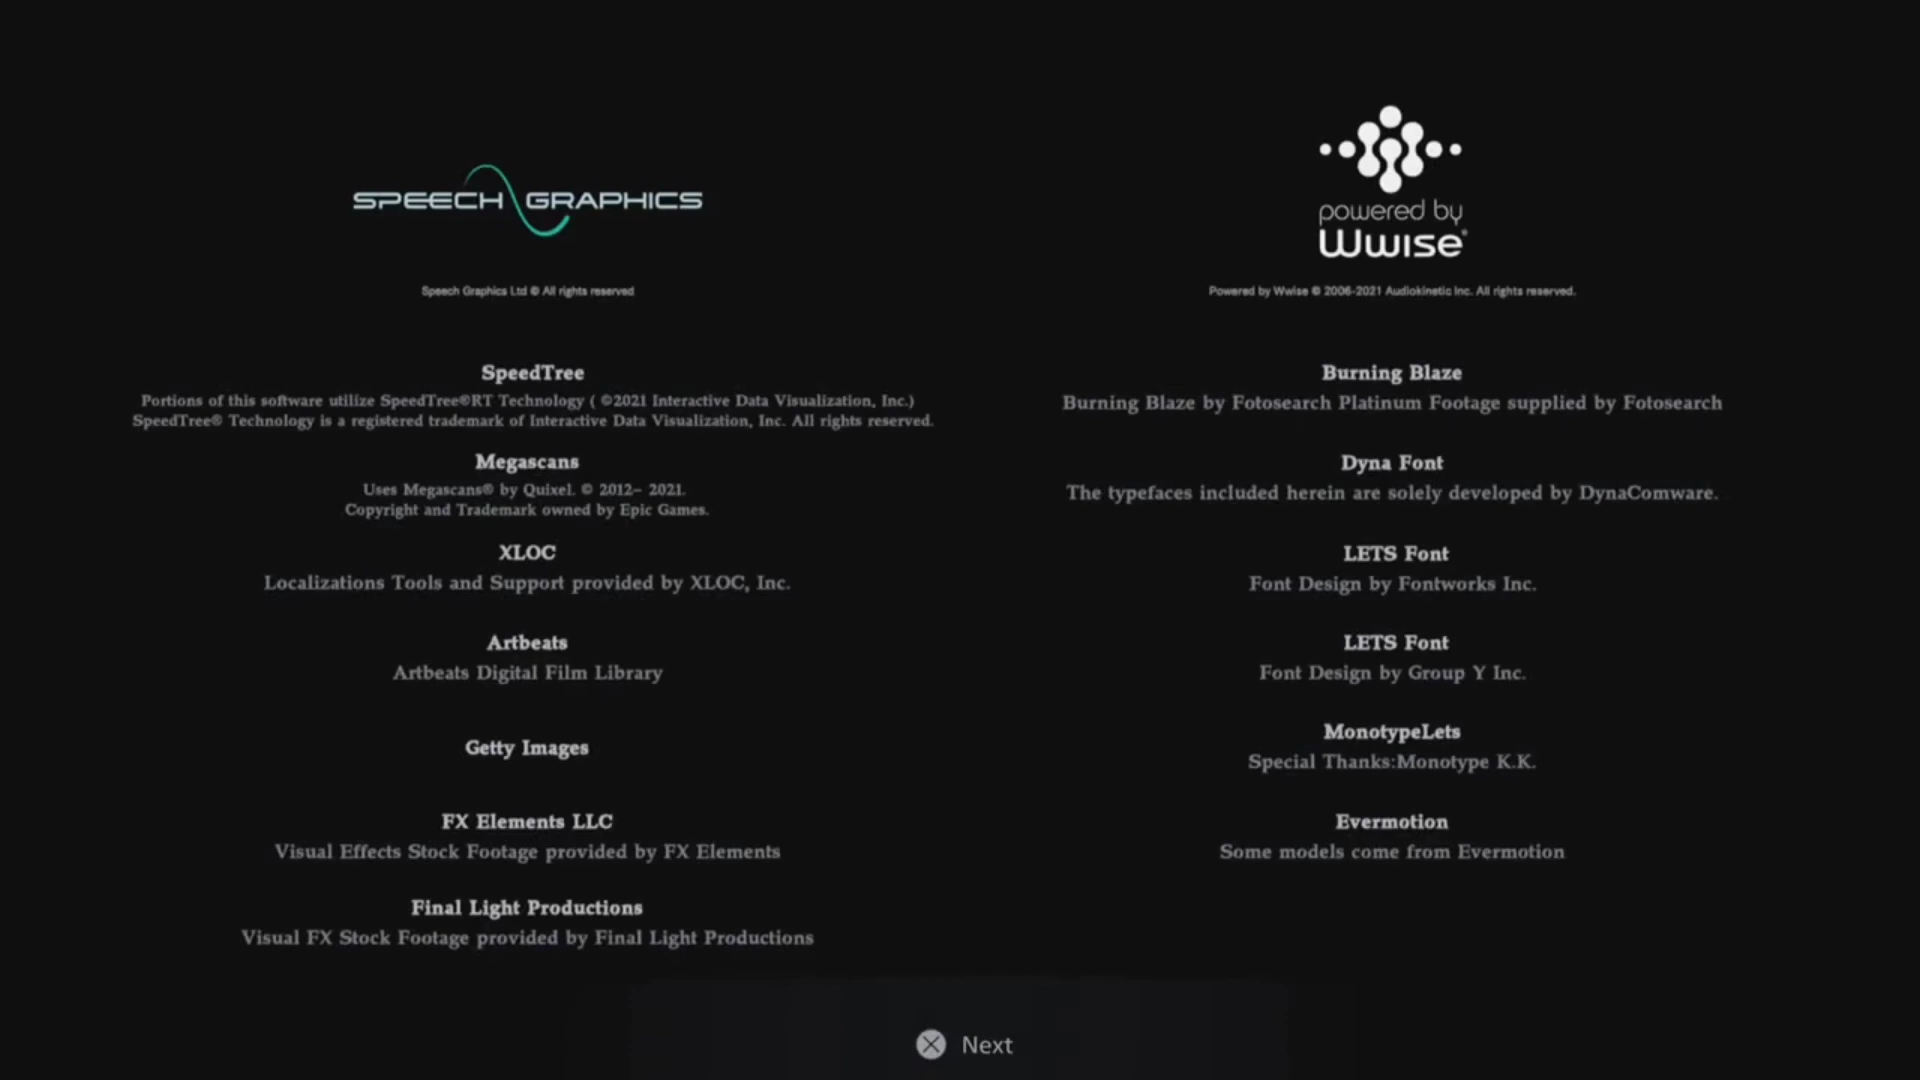 SPEECH GRAPHICS
Speech Graphics Ltd © All rights reserved
SpeedTree
Portions of this software utilize SpeedTree®RT Technology ( ©2021 Interactive Data Visualization, Inc.)
SpeedTree® Technology is a registered trademark of Interactive Data Visualization, Inc. All rights reserved.
Megascans
Uses Megascans® by Quixel. © 2012– 2021.
Copyright and Trademark owned by Epic Games.
XLOC
Localizations Tools and Support provided by XLOC, Inc.
Artbeats
Artbeats Digital Film Library
Getty Images
FX Elements LLC
Visual Effects Stock Footage provided by FX Elements
Final Light Productions
Visual FX Stock Footage provided by Final Light Productions
powered by
Wwise®
Powered by Wwise © 2006-2021 Audiokinetic Inc. All rights reserved.
Burning Blaze
Burning Blaze by Fotosearch Platinum Footage supplied by Fotosearch
Dyna Font
The typefaces included herein are solely developed by DynaComware.
LETS Font
Font Design by Fontworks Inc.
LETS Font
Font Design by Group Y Inc.
MonotypeLets
Special Thanks:Monotype K.K.
Evermotion
Some models come from Evermotion
Next